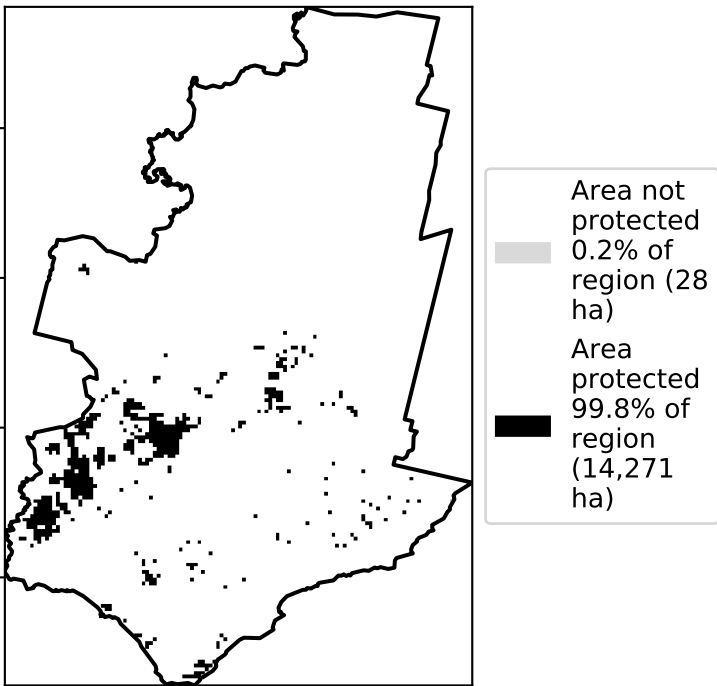 Area not
protected
0.2% of
region (28
ha)
Area
protected
99.8% of
region
(14,271
ha)